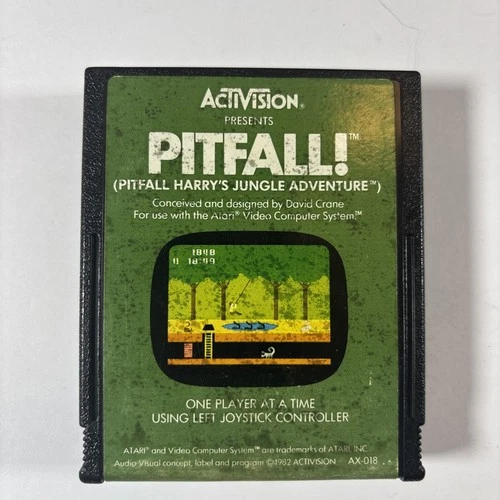 ACTIVISION®
PRESENTS
PITFALL!™
(PITFALL HARRY'S JUNGLE ADVENTURE™)
Conceived and designed by David Crane
For use with the Atari® Video Computer System™
1848
18:49
ONE PLAYER AT A TIME
USING LEFT JOYSTICK CONTROLLER
ATARI® and Video Computer System™ are trademarks of ATARI, INC.
Audio Visual concept, label and program ©1982 ACTIVISION AX-018